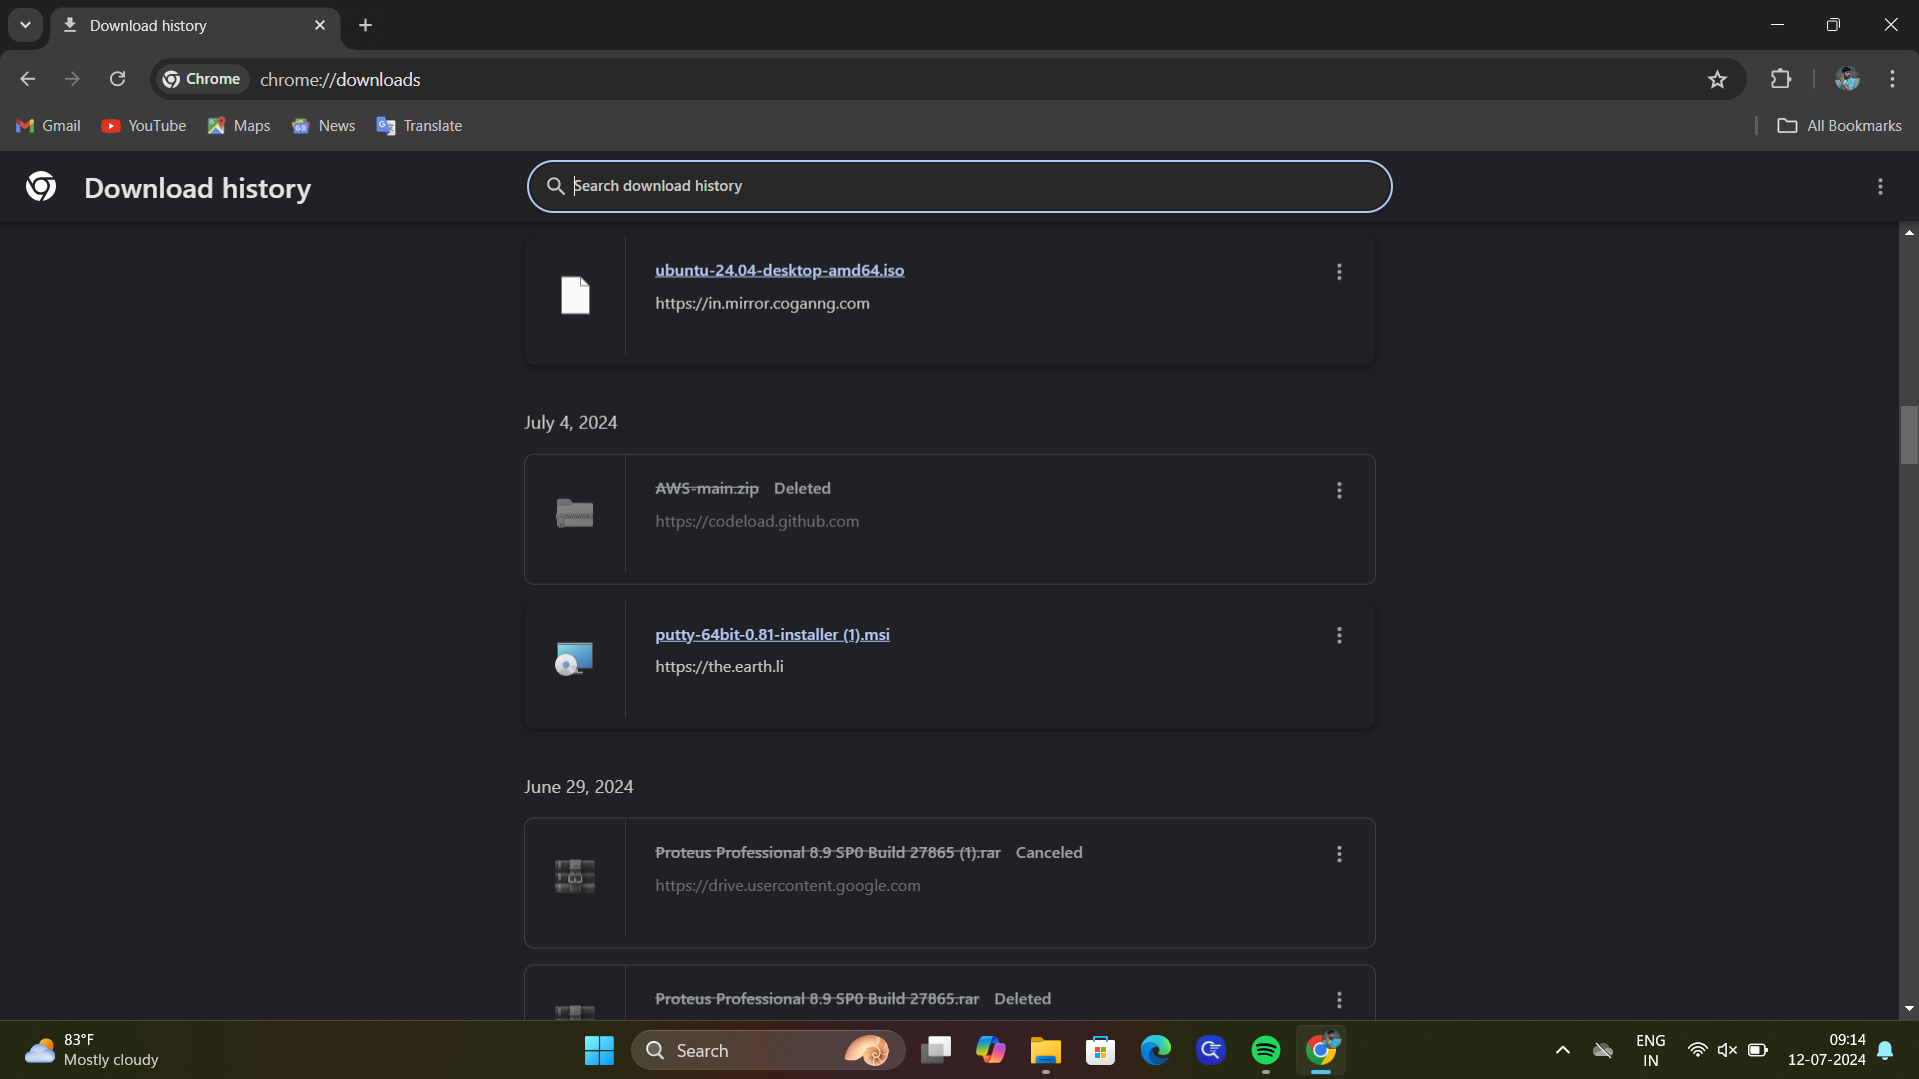 Download history
Chrome
chrome://downloads
Gmail
YouTube
Maps
News
Translate
All Bookmarks
Download history
Search download history
ubuntu-24.04-desktop-amd64.iso
https://in.mirror.coganng.com
July 4, 2024
AWS-main.zip Deleted
https://codeload.github.com
putty-64bit-0.81-installer (1).msi
https://the.earth.li
June 29, 2024
Proteus Professional 8.9 SP0 Build 27865 (1).rar Canceled
https://drive.usercontent.google.com
Proteus Professional 8.9 SP0 Build 27865.rar Deleted
83°F
Mostly cloudy
Search
ENG
IN
09:14
12-07-2024